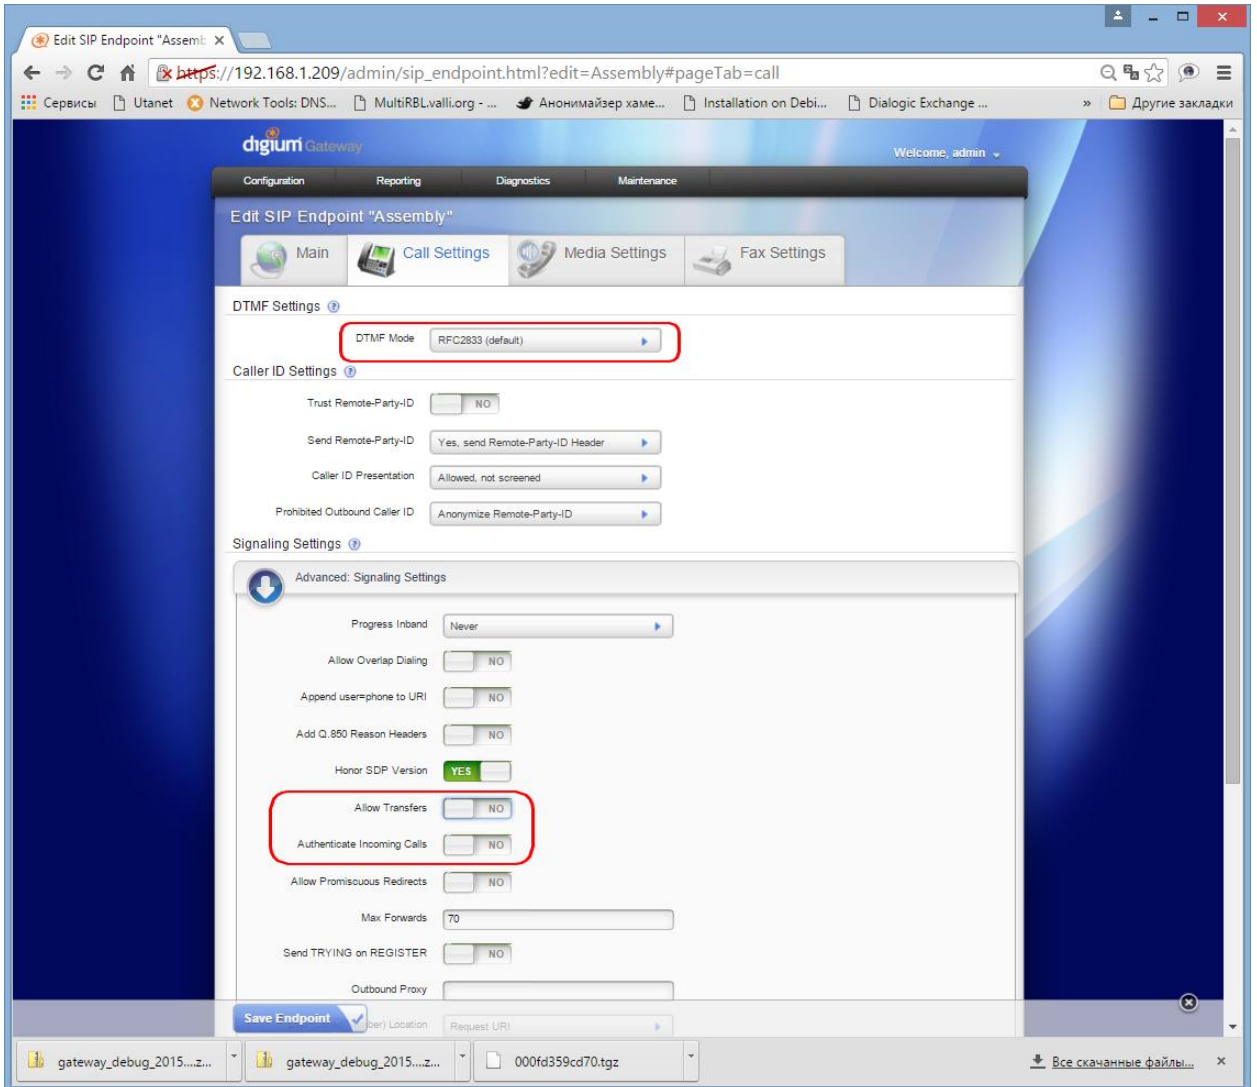 Edit SIP Endpoint "Assemb
https://192.168.1.209/admin/sip_endpoint.html?edit=Assembly#pageTab=call
Сервисы Utanet Network Tools: DNS... MultiRBL.valli.org - ... Анонимайзер хаме... Installation on Debi... Dialogic Exchange ... » Другие закладки
digium Gateway
Welcome, admin
Configuration Reporting Diagnostics Maintenance
Edit SIP Endpoint "Assembly"
Main Call Settings Media Settings Fax Settings
DTMF Settings ?
DTMF Mode RFC2833 (default)
Caller ID Settings ?
Trust Remote-Party-ID NO
Send Remote-Party-ID Yes, send Remote-Party-ID Header
Caller ID Presentation Allowed, not screened
Prohibited Outbound Caller ID Anonymize Remote-Party-ID
Signaling Settings ?
Advanced: Signaling Settings
Progress Inband Never
Allow Overlap Dialing NO
Append user=phone to URI NO
Add Q.850 Reason Headers NO
Honor SDP Version YES
Allow Transfers NO
Authenticate Incoming Calls NO
Allow Promiscuous Redirects NO
Max Forwards 70
Send TRYING on REGISTER NO
Outbound Proxy
Save Endpoint ber) Location Request URI
gateway_debug_2015....z... gateway_debug_2015....z... 000fd359cd70.tgz Все скачанные файлы...